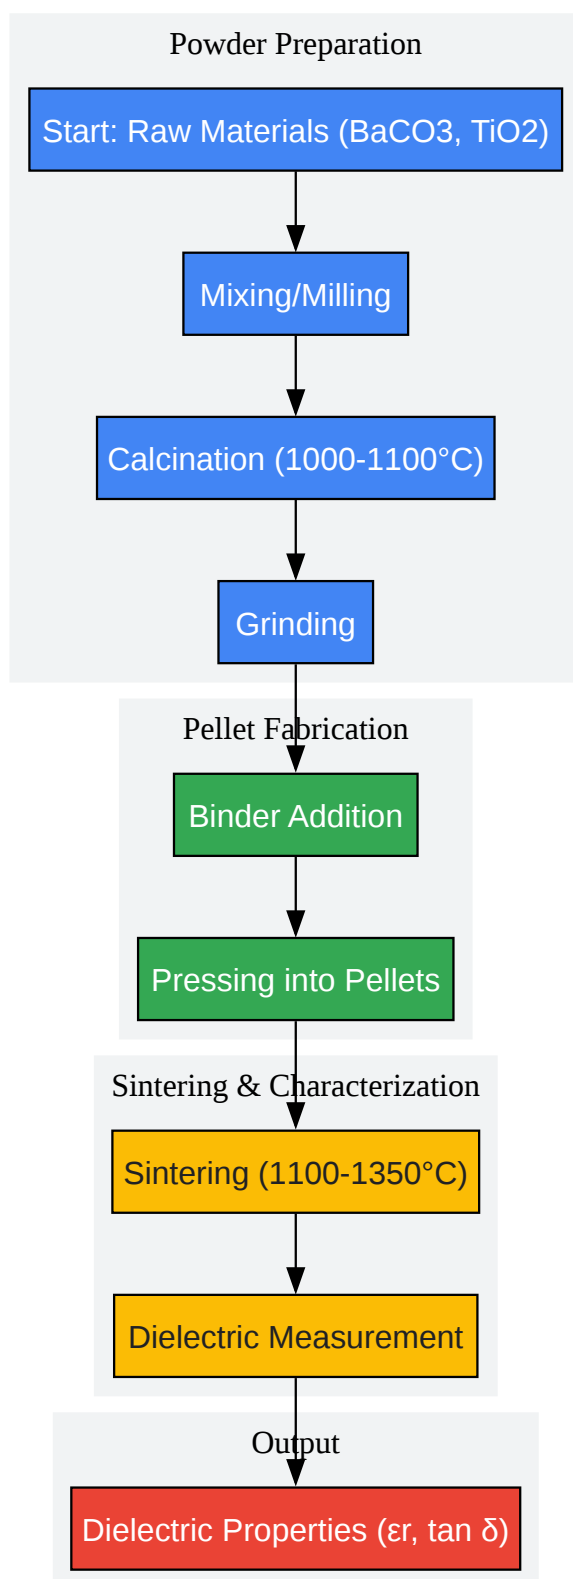 Powder Preparation
Start: Raw Materials (BaCO3, TiO2)
Mixing/Milling
Calcination (1000-1100°C)
Grinding
Pellet Fabrication
Binder Addition
Pressing into Pellets
Sintering & Characterization
Sintering (1100-1350°C)
Dielectric Measurement
Output
Dielectric Properties (εr, tan δ)